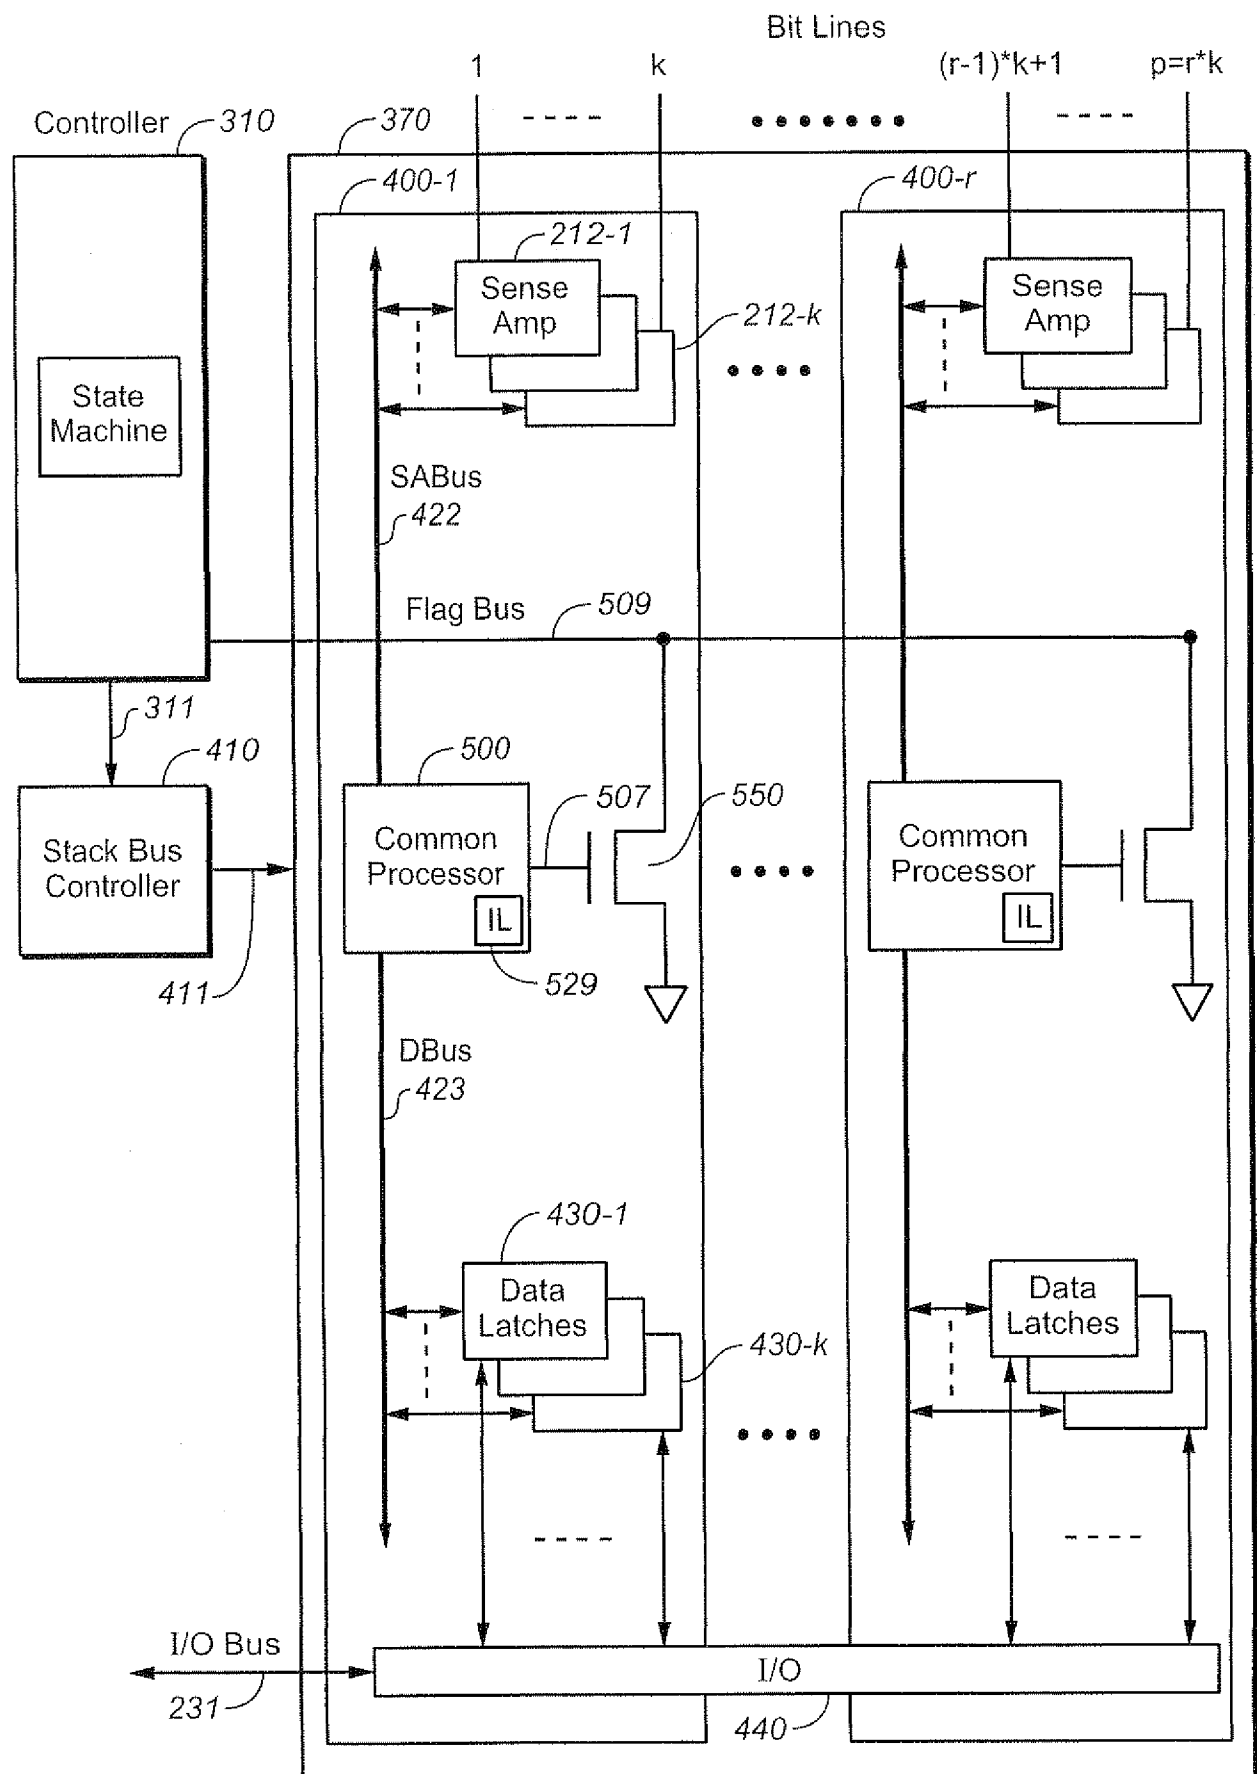 Bit Lines
1
k
(r-1)*k+1
p=r*k
Controller
310
370
400-1
400-r
212-1
Sense
Amp
212-k
Sense
Amp
State
Machine
SABus
422
Flag Bus
509
311
410
500
507
550
Stack Bus
Controller
Common
Processor
IL
Common
Processor
IL
411
529
DBus
423
430-1
Data
Latches
430-k
Data
Latches
I/O Bus
231
I/O
440